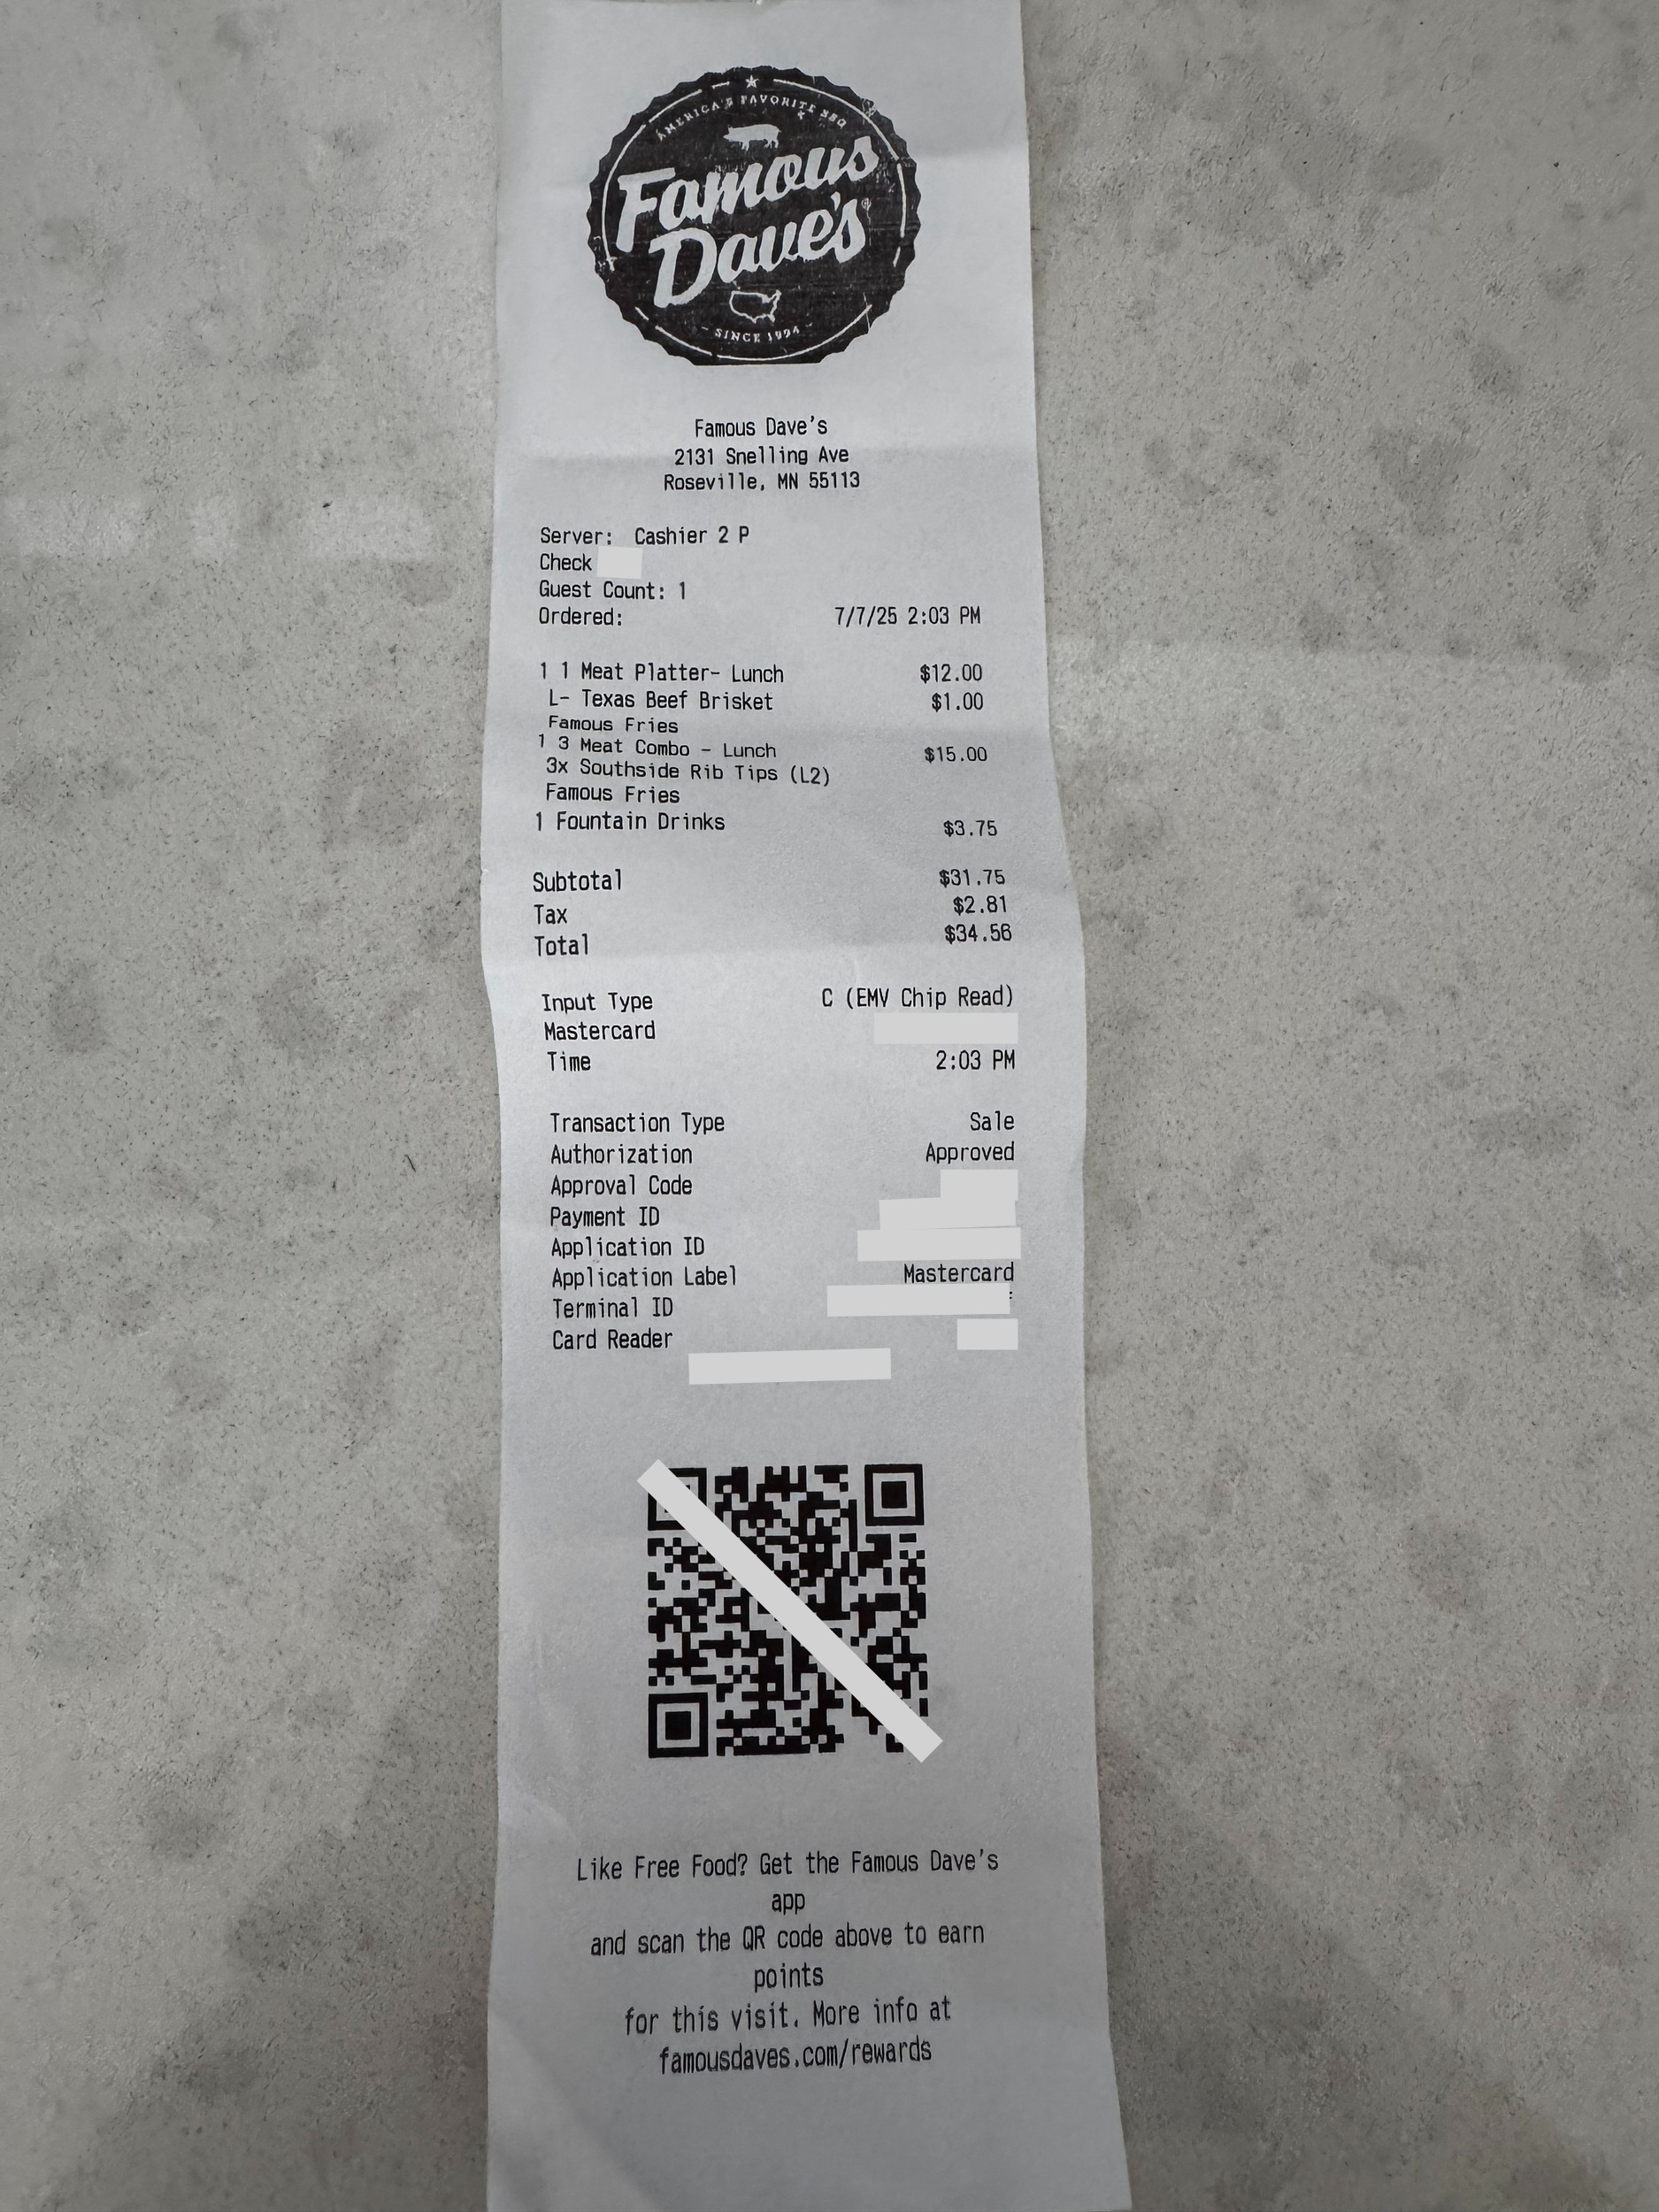 AMERICA'S FAVORITE BBQ
Famous
Dave's®
- SINCE 1994 -
Famous Dave's
2131 Snelling Ave
Roseville, MN 55113
Server: Cashier 2 P
Check
Guest Count: 1
Ordered: 7/7/25 2:03 PM
1 1 Meat Platter- Lunch $12.00
L- Texas Beef Brisket $1.00
Famous Fries
1 3 Meat Combo - Lunch $15.00
3x Southside Rib Tips (L2)
Famous Fries
1 Fountain Drinks $3.75
Subtotal $31.75
Tax $2.81
Total $34.56
Input Type C (EMV Chip Read)
Mastercard
Time 2:03 PM
Transaction Type Sale
Authorization Approved
Approval Code
Payment ID
Application ID
Application Label Mastercard
Terminal ID
Card Reader
Like Free Food? Get the Famous Dave's
app
and scan the QR code above to earn
points
for this visit. More info at
famousdaves.com/rewards